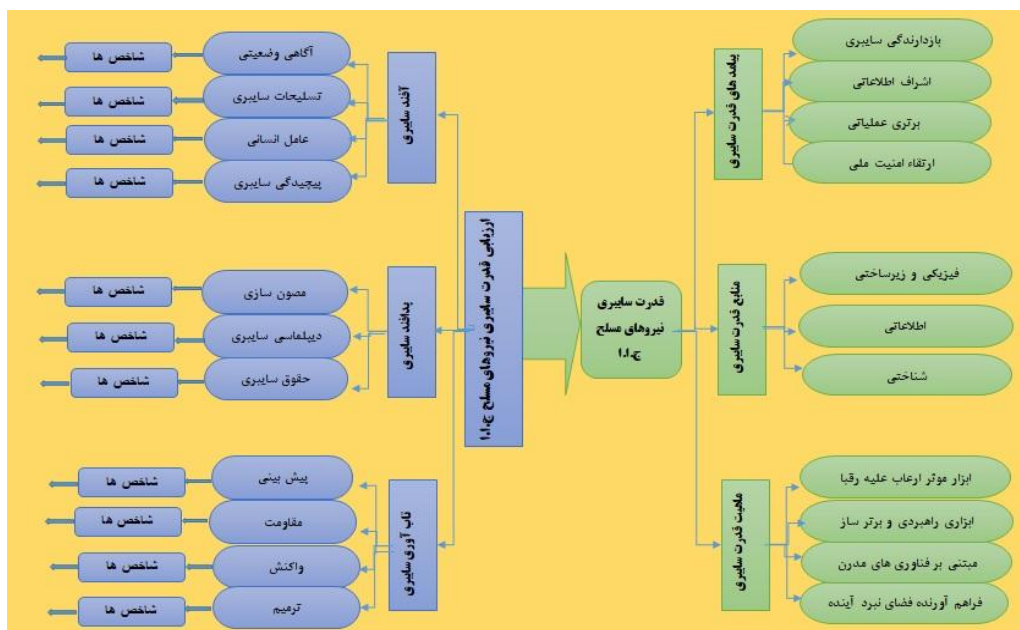 بازدارندگی سایبری
اشراف اطلاعاتی
برتری عملیاتی
ارتقاء امنیت ملی
پیامد های قدرت سایبری
فیزیکی و زیرساختی
اطلاعاتی
شناختی
منابع قدرت سایبری
ابزار موثر ارعاب علیه رقبا
ابزاری راهبردی و برتر ساز
مبتنی بر فناوری های مدرن
فراهم آورنده فضای نبرد آینده
ماهیت قدرت سایبری
قدرت سایبری
نیروهای مسلح
ج.ا.ا
ارزیابی قدرت سایبری نیروهای مسلح ج.ا.ا
آفند سایبری
آگاهی وضعیتی
شاخص ها
تسلیحات سایبری
شاخص ها
عامل انسانی
شاخص ها
پیچیدگی سایبری
شاخص ها
پدافند سایبری
مصون سازی
شاخص ها
دیپلماسی سایبری
شاخص ها
حقوق سایبری
شاخص ها
تاب آوری سایبری
پیش بینی
شاخص ها
مقاومت
شاخص ها
واکنش
شاخص ها
ترمیم
شاخص ها